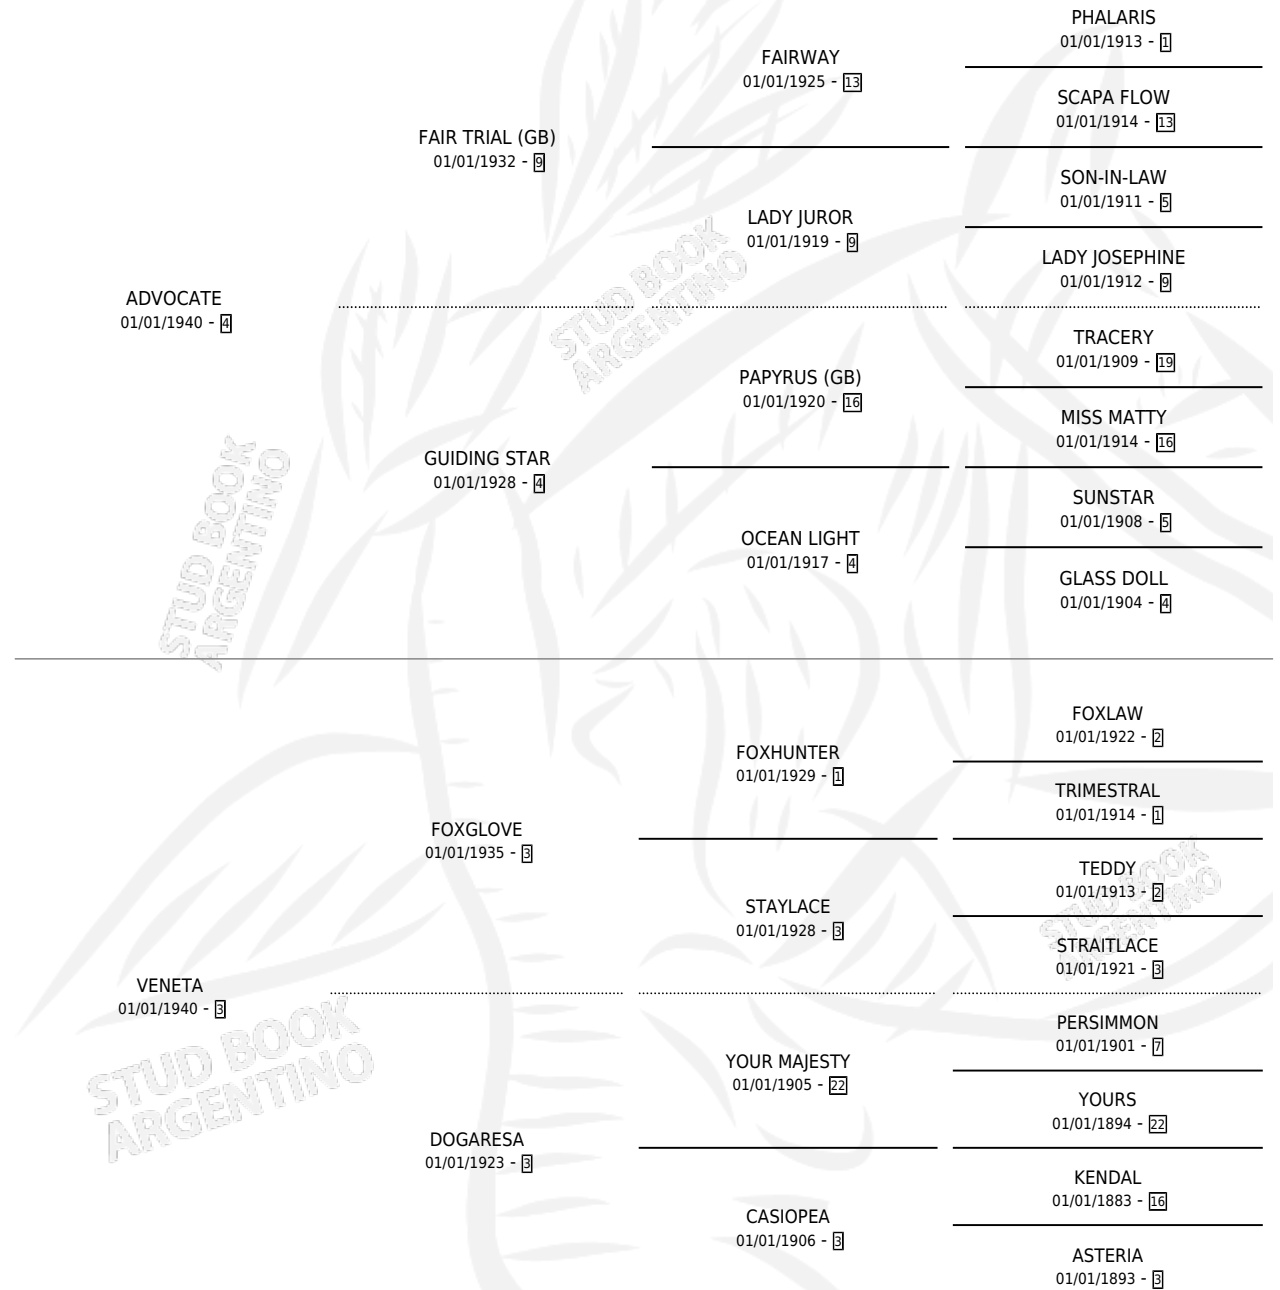 PHALARIS
01/01/1913 - 1
FAIRWAY
01/01/1925 - 13
SCAPA FLOW
01/01/1914 - 13
FAIR TRIAL (GB)
01/01/1932 - 9
SON-IN-LAW
01/01/1911 - 5
LADY JUROR
01/01/1919 - 9
LADY JOSEPHINE
01/01/1912 - 9
ADVOCATE
01/01/1940 - 4
STUD BOOK
ARGENTINO
TRACERY
01/01/1909 - 19
PAPYRUS (GB)
01/01/1920 - 16
MISS MATTY
01/01/1914 - 16
GUIDING STAR
01/01/1928 - 4
SUNSTAR
01/01/1908 - 5
OCEAN LIGHT
01/01/1917 - 4
GLASS DOLL
01/01/1904 - 4
STUD BOOK
ARGENTINO
FOXLAW
01/01/1922 - 2
FOXHUNTER
01/01/1929 - 1
TRIMESTRAL
01/01/1914 - 1
FOXGLOVE
01/01/1935 - 3
TEDDY
01/01/1913 - 2
STAYLACE
01/01/1928 - 3
STUD BOOK
ARGENTINO
STRAITLACE
01/01/1921 - 3
VENETA
01/01/1940 - 3
PERSIMMON
01/01/1901 - 7
YOUR MAJESTY
01/01/1905 - 22
STUD BOOK
ARGENTINO
YOURS
01/01/1894 - 22
DOGARESA
01/01/1923 - 3
KENDAL
01/01/1883 - 16
CASIOPEA
01/01/1906 - 3
ASTERIA
01/01/1893 - 3